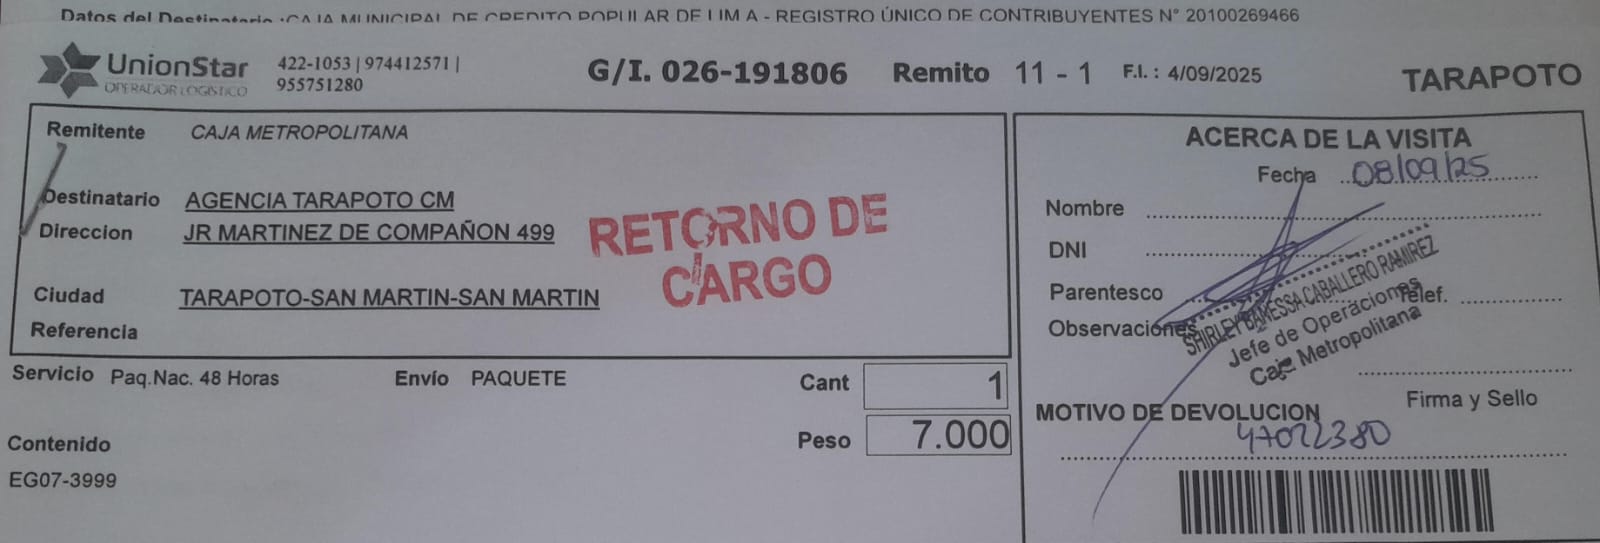 Datos del Destinatario :CAJA MUNICIPAL DE CREDITO POPULAR DE LIMA - REGISTRO ÚNICO DE CONTRIBUYENTES N° 20100269466
UnionStar
OPERADOR LOGISTICO
422-1053 | 974412571 |
955751280
G/I. 026-191806
Remito 11 - 1
F.I. : 4/09/2025
TARAPOTO
Remitente CAJA METROPOLITANA
Destinatario AGENCIA TARAPOTO CM
Direccion JR MARTINEZ DE COMPAÑON 499
Ciudad TARAPOTO-SAN MARTIN-SAN MARTIN
Referencia
RETORNO DE
CARGO
Servicio Paq.Nac. 48 Horas Envío PAQUETE Cant 1
Peso 7.000
Contenido
EG07-3999
ACERCA DE LA VISITA
Fecha 08/09/25
Nombre
DNI
Parentesco Telef.
Observaciones
SHIRLEY VANESSA CABALLERO RAMIREZ
Jefe de Operaciones
Caja Metropolitana
Firma y Sello
MOTIVO DE DEVOLUCION
47022380